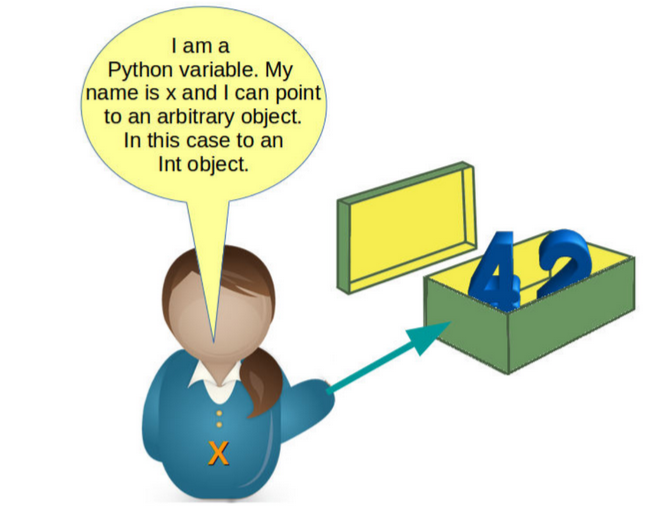 I am a
Python variable. My
name is x and I can point
to an arbitrary object.
In this case to an
Int object.
42
X